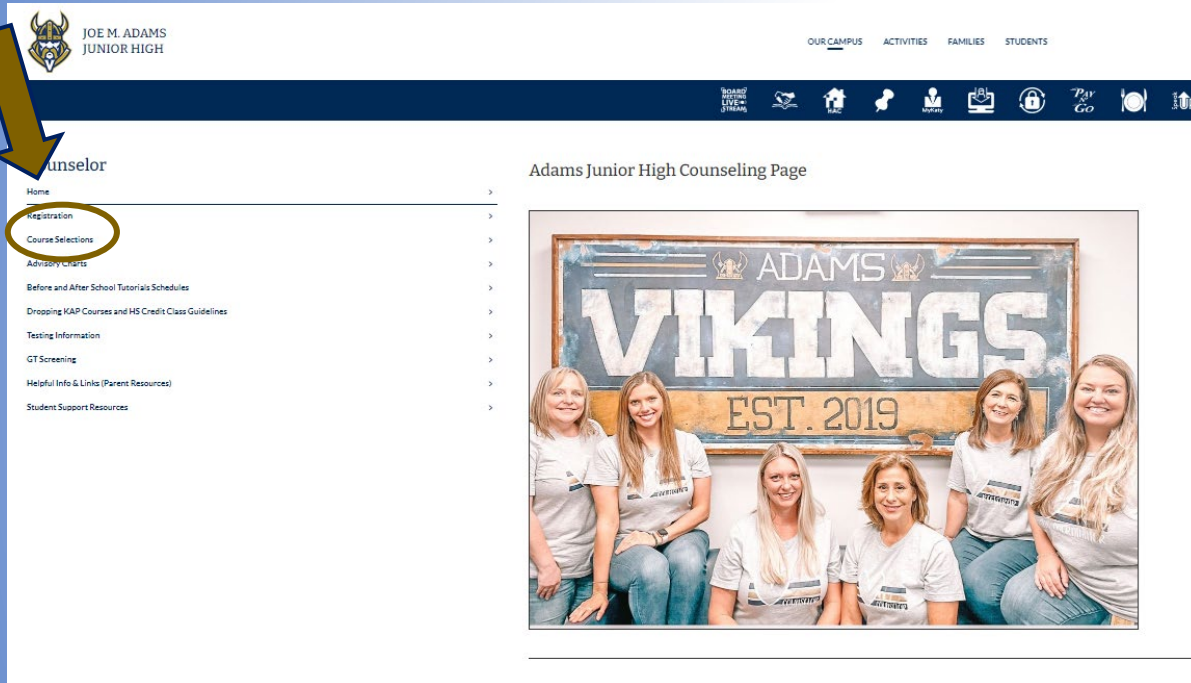 JOE M. ADAMS
JUNIOR HIGH
OUR CAMPUS ACTIVITIES FAMILIES STUDENTS
BOARD
MEETING
LIVE
STREAM
HAC
MyKaty
PAY
N
GO
Speak
unselor
Home
Registration
Course Selections
Advisory Charts
Before and After School Tutorials Schedules
Dropping KAP Courses and HS Credit Class Guidelines
Testing Information
GT Screening
Helpful Info & Links (Parent Resources)
Student Support Resources
Adams Junior High Counseling Page
ADAMS
VIKINGS
EST. 2019